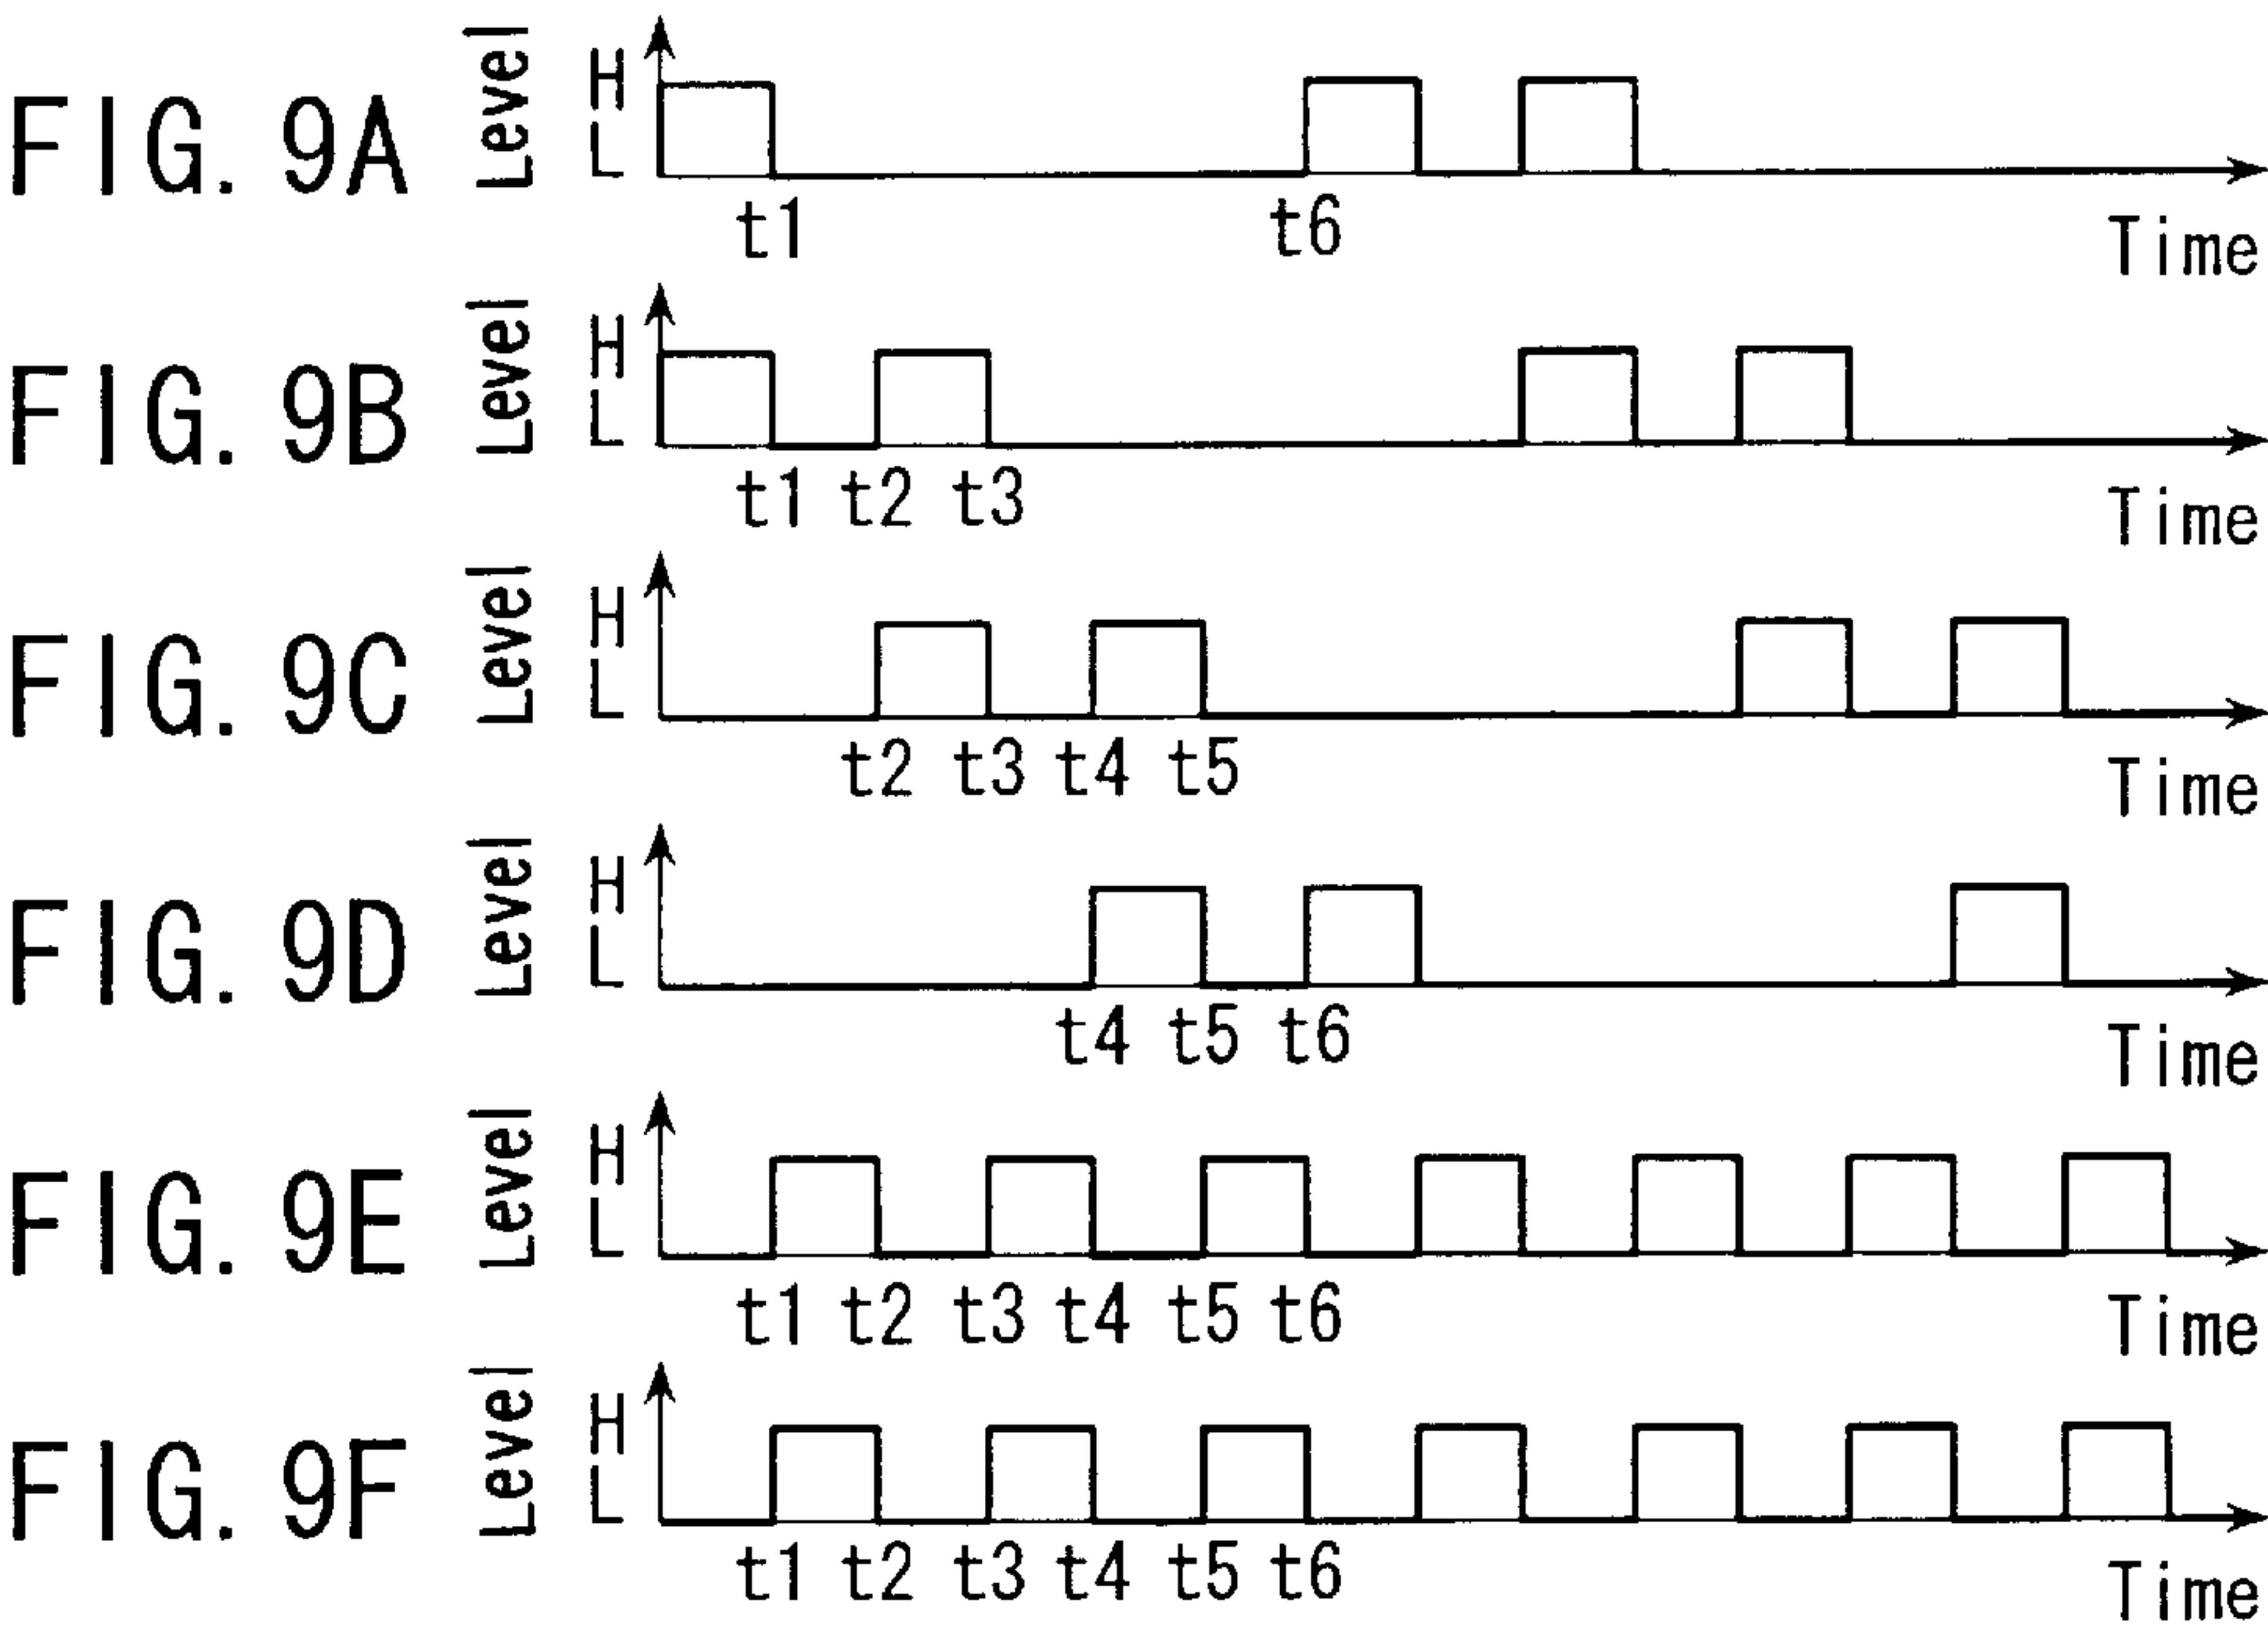 FIG. 9A
Level
H
L
t1 t6
Time
FIG. 9B
Level
H
L
t1 t2 t3
Time
FIG. 9C
Level
H
L
t2 t3 t4 t5
Time
FIG. 9D
Level
H
L
t4 t5 t6
Time
FIG. 9E
Level
H
L
t1 t2 t3 t4 t5 t6
Time
FIG. 9F
Level
H
L
t1 t2 t3 t4 t5 t6
Time